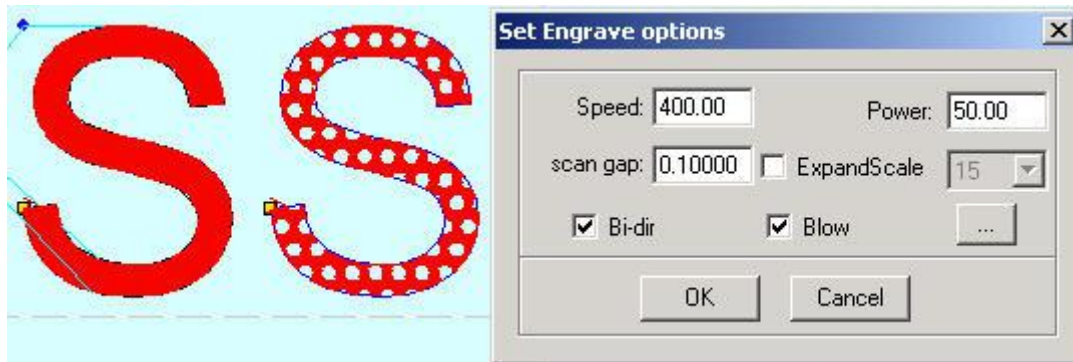 S S
Set Engrave options
Speed: 400.00 Power: 50.00
scan gap: 0.10000 ExpandScale 15
Bi-dir Blow ...
OK Cancel